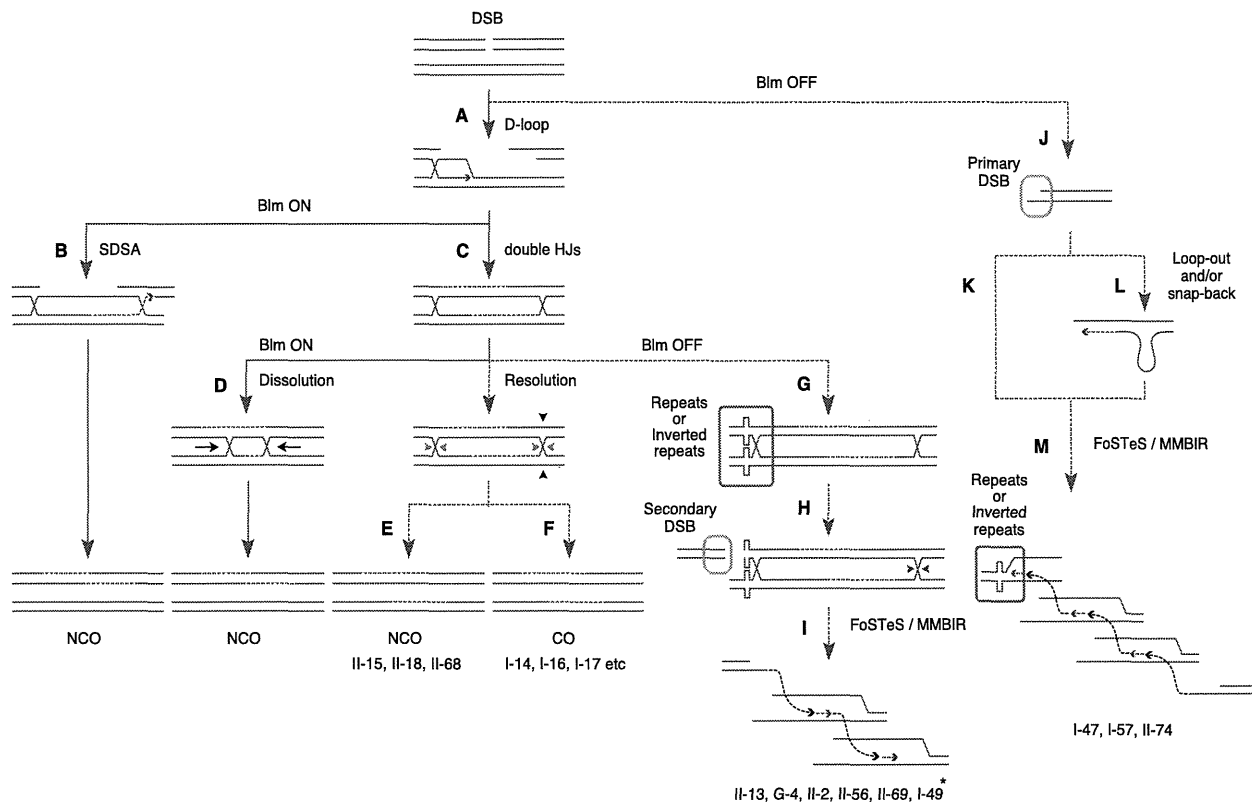 DSB
Blm OFF
A
D-loop
J
Primary
DSB
Blm ON
B
SDSA
C
double HJs
K
L
Loop-out
and/or
snap-back
Blm ON
Blm OFF
D
Dissolution
Resolution
G
Repeats
or
Inverted
repeats
M
FoSTeS / MMBIR
E
F
Secondary
DSB
H
Repeats
or
Inverted
repeats
NCO
NCO
NCO
CO
II-15, II-18, II-68
I-14, I-16, I-17 etc
I
FoSTeS / MMBIR
I-47, I-57, II-74
II-13, G-4, II-2, II-56, II-69, I-49*